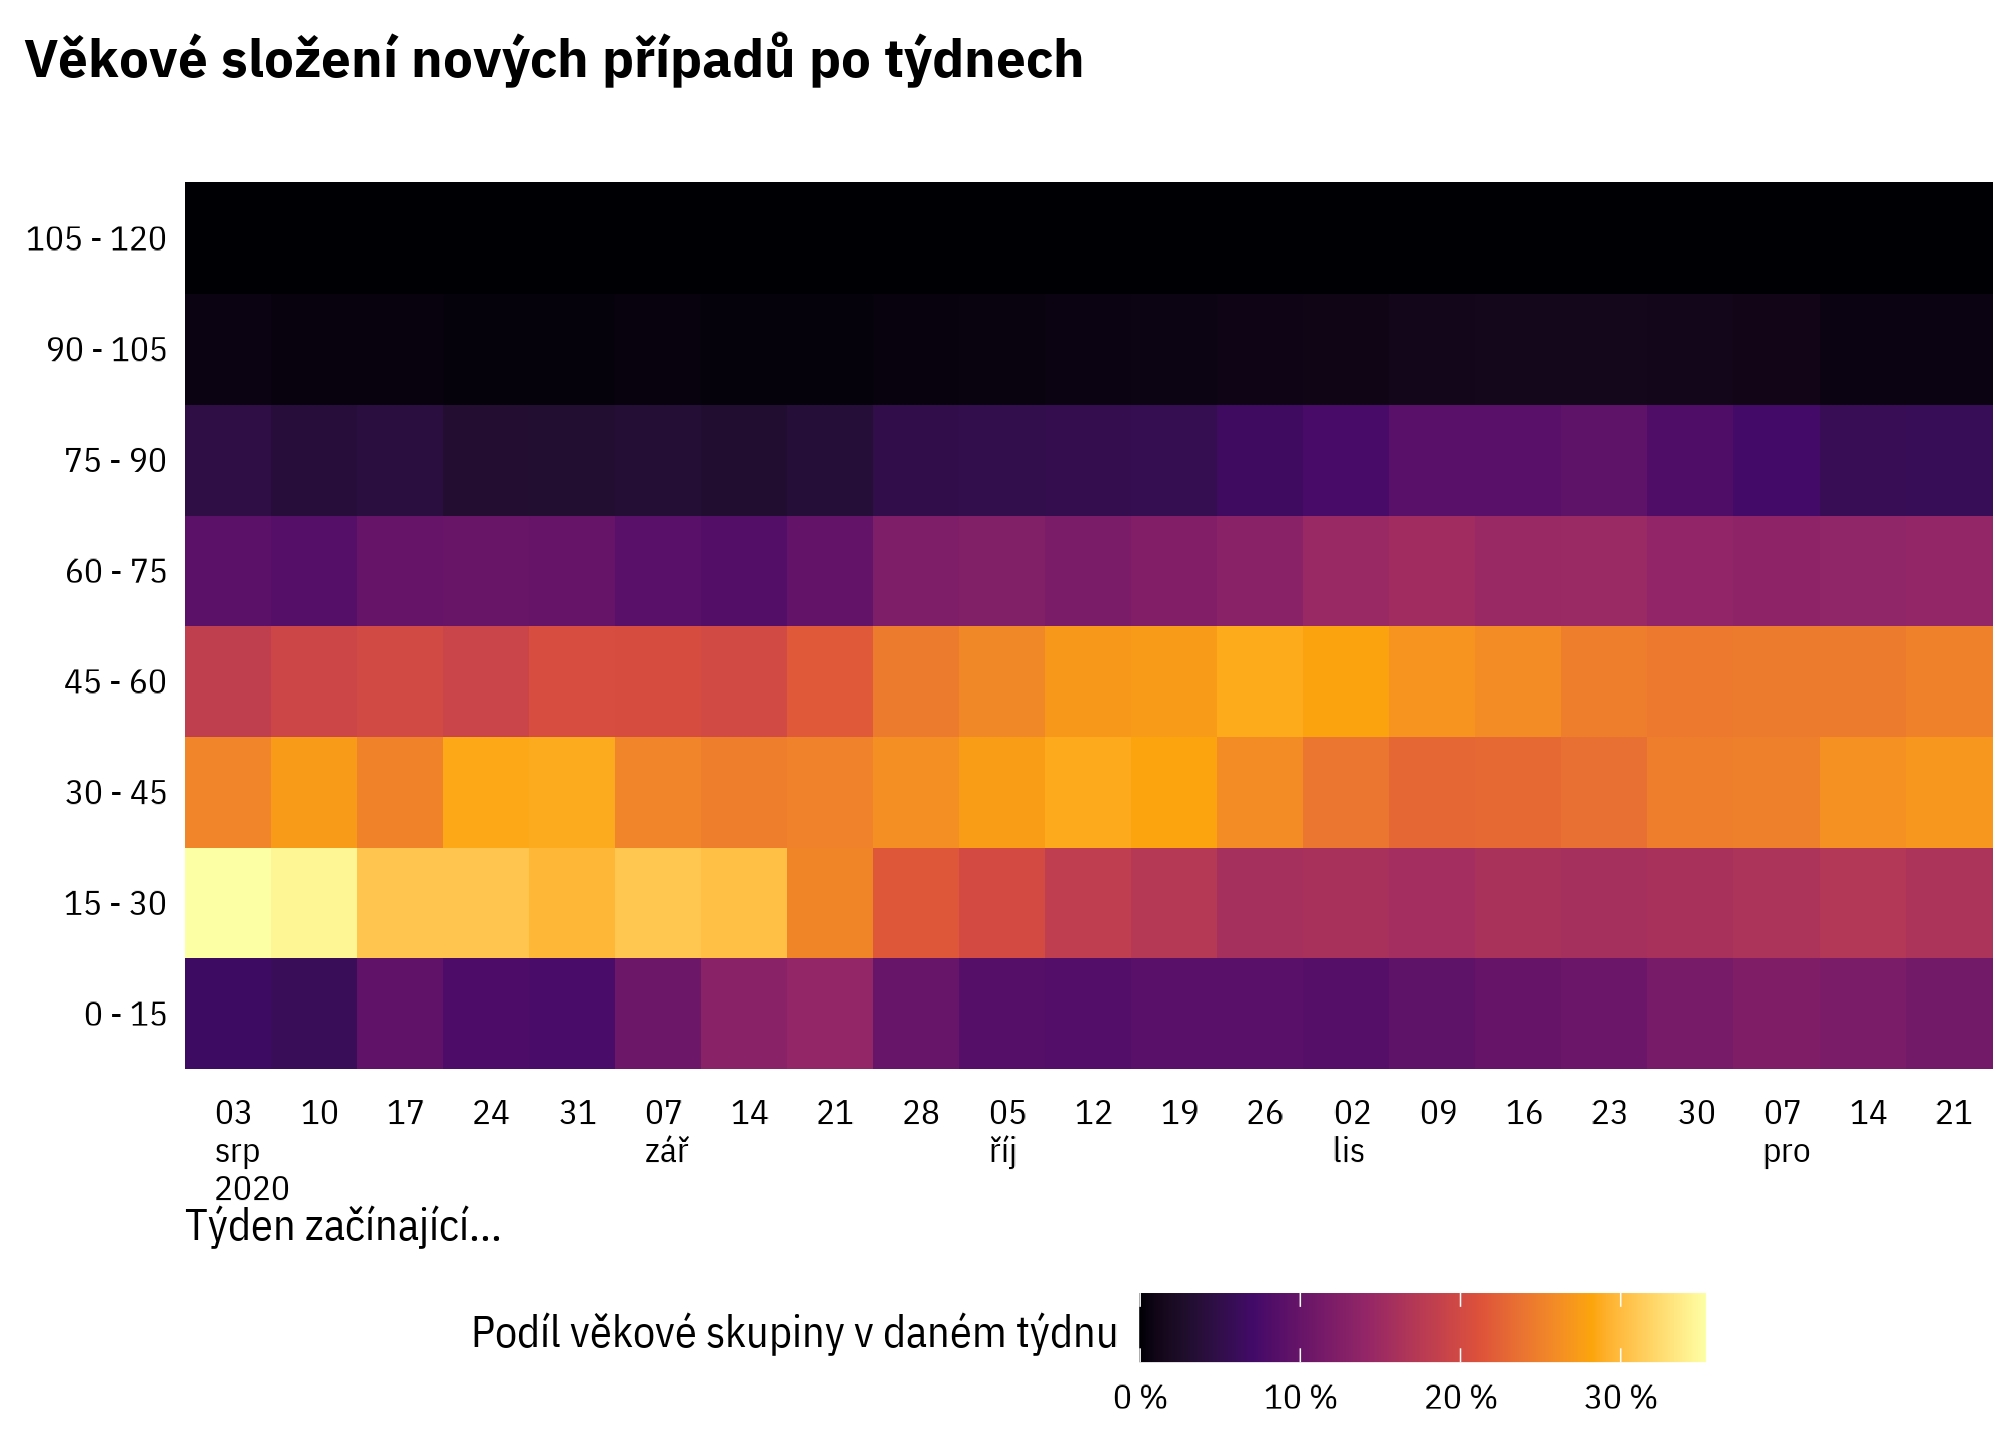 Věkové složení nových případů po týdnech
105 - 120
90 - 105
75 - 90
60 - 75
45 - 60
30 - 45
15 - 30
0 - 15
03 10 17 24 31 07 14 21 28 05 12 19 26 02 09 16 23 30 07 14 21
srp zář říj lis pro
2020
Týden začínající...
Podíl věkové skupiny v daném týdnu
0 % 10 % 20 % 30 %